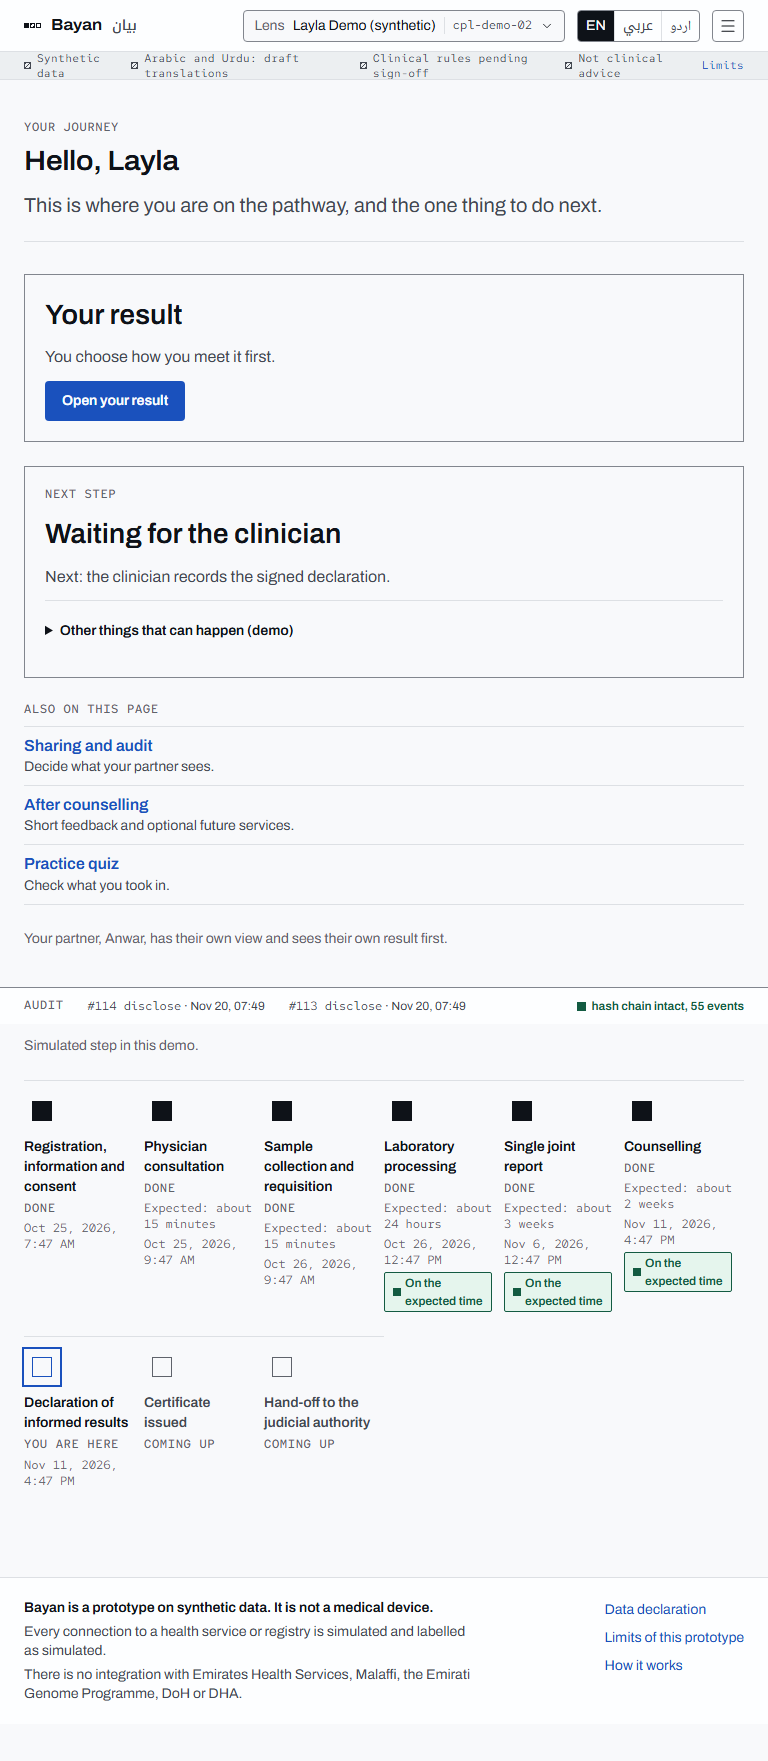 Bayan بيان
Lens Layla Demo (synthetic) cpl-demo-02
EN عربي اردو
Synthetic data
Arabic and Urdu: draft translations
Clinical rules pending sign-off
Not clinical advice
Limits
YOUR JOURNEY
Hello, Layla
This is where you are on the pathway, and the one thing to do next.
Your result
You choose how you meet it first.
Open your result
NEXT STEP
Waiting for the clinician
Next: the clinician records the signed declaration.
Other things that can happen (demo)
ALSO ON THIS PAGE
Sharing and audit
Decide what your partner sees.
After counselling
Short feedback and optional future services.
Practice quiz
Check what you took in.
Your partner, Anwar, has their own view and sees their own result first.
AUDIT #114 disclose · Nov 20, 07:49 #113 disclose · Nov 20, 07:49 hash chain intact, 55 events
Simulated step in this demo.
Registration,
information and
consent
DONE
Oct 25, 2026,
7:47 AM
Physician
consultation
DONE
Expected: about
15 minutes
Oct 25, 2026,
9:47 AM
Sample
collection and
requisition
DONE
Expected: about
15 minutes
Oct 26, 2026,
9:47 AM
Laboratory
processing
DONE
Expected: about
24 hours
Oct 26, 2026,
12:47 PM
On the
expected time
Single joint
report
DONE
Expected: about
3 weeks
Nov 6, 2026,
12:47 PM
On the
expected time
Counselling
DONE
Expected: about
2 weeks
Nov 11, 2026,
4:47 PM
On the
expected time
Declaration of
informed results
YOU ARE HERE
Nov 11, 2026,
4:47 PM
Certificate
issued
COMING UP
Hand-off to the
judicial authority
COMING UP
Bayan is a prototype on synthetic data. It is not a medical device.
Every connection to a health service or registry is simulated and labelled
as simulated.
There is no integration with Emirates Health Services, Malaffi, the Emirati
Genome Programme, DoH or DHA.
Data declaration
Limits of this prototype
How it works